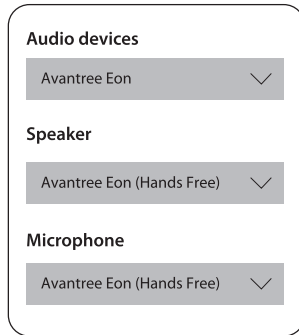 Audio devices
Avantree Eon
Speaker
Avantree Eon (Hands Free)
Microphone
Avantree Eon (Hands Free)